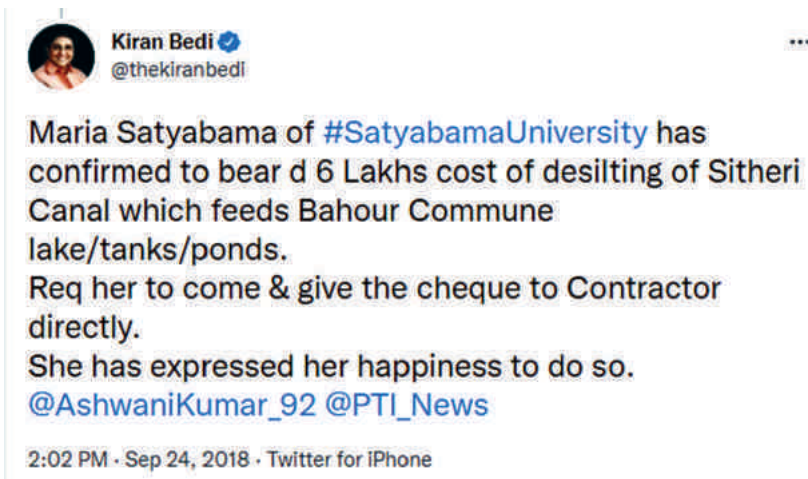 Kiran Bedi
@thekiranbedi
Maria Satyabama of #SatyabamaUniversity has
confirmed to bear d 6 Lakhs cost of desilting of Sitheri
Canal which feeds Bahour Commune
lake/tanks/ponds.
Req her to come & give the cheque to Contractor
directly.
She has expressed her happiness to do so.
@AshwaniKumar_92 @PTI_News
2:02 PM · Sep 24, 2018 · Twitter for iPhone